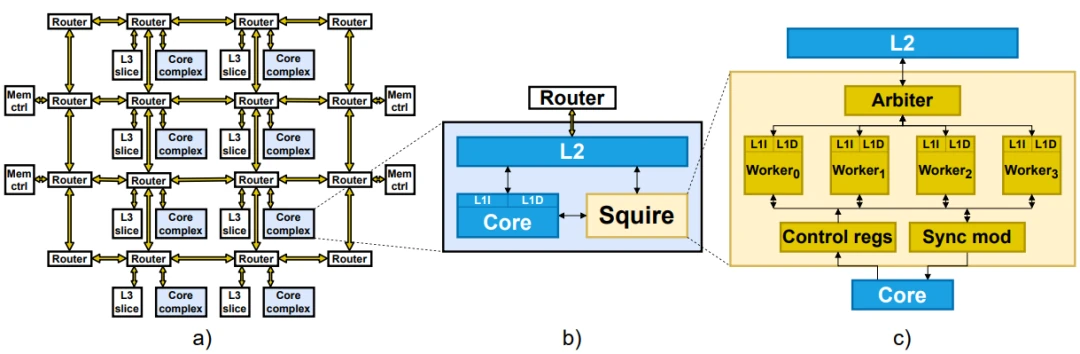 Router Router Router Router
L3 slice Core complex L3 slice Core complex
Mem ctrl Router Router Router Router Mem ctrl
L3 slice Core complex L3 slice Core complex
Mem ctrl Router Router Router Router Mem ctrl
L3 slice Core complex L3 slice Core complex
Router Router Router Router
L3 slice Core complex L3 slice Core complex
a)
Router
L2
L1I L1D
Core
Squire
b)
L2
Arbiter
L1I L1D L1I L1D L1I L1D L1I L1D
Worker0 Worker1 Worker2 Worker3
Control regs Sync mod
Core
c)